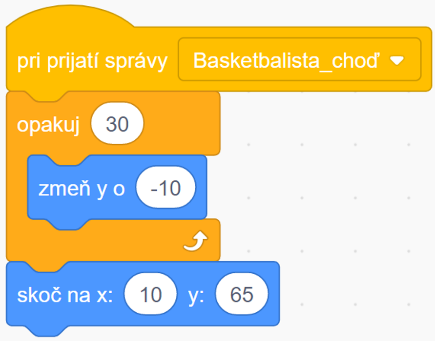 pri prijatí správy Basketbalista_choď
opakuj 30
zmeň y o -10
skoč na x: 10 y: 65